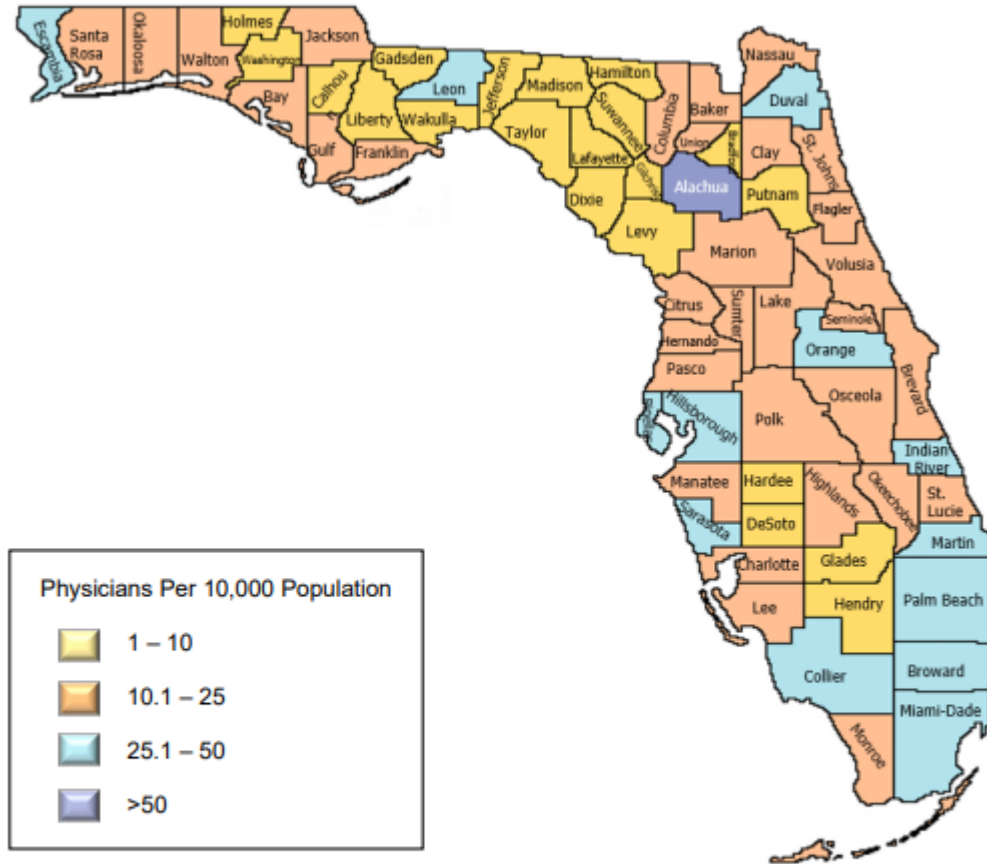 Escambia
Santa
Rosa
Okaloosa
Walton
Holmes
Washington
Jackson
Bay
Calhou
Gulf
Gadsden
Liberty
Franklin
Leon
Wakulla
Jefferson
Madison
Taylor
Hamilton
Suwannee
Lafayette
Dixie
Gilchris
Levy
Columbia
Baker
Union
Bradford
Alachua
Nassau
Duval
Clay
St. Johns
Putnam
Flagler
Marion
Volusia
Citrus
Sumter
Lake
Seminole
Hernando
Orange
Pasco
Brevard
Osceola
Hillsborough
Polk
Indian
River
Manatee
Hardee
Highlands
Okeechobee
St.
Lucie
Sarasota
DeSoto
Martin
Charlotte
Glades
Lee
Hendry
Palm Beach
Collier
Broward
Miami-Dade
Monroe
Physicians Per 10,000 Population
1 – 10
10.1 – 25
25.1 – 50
>50